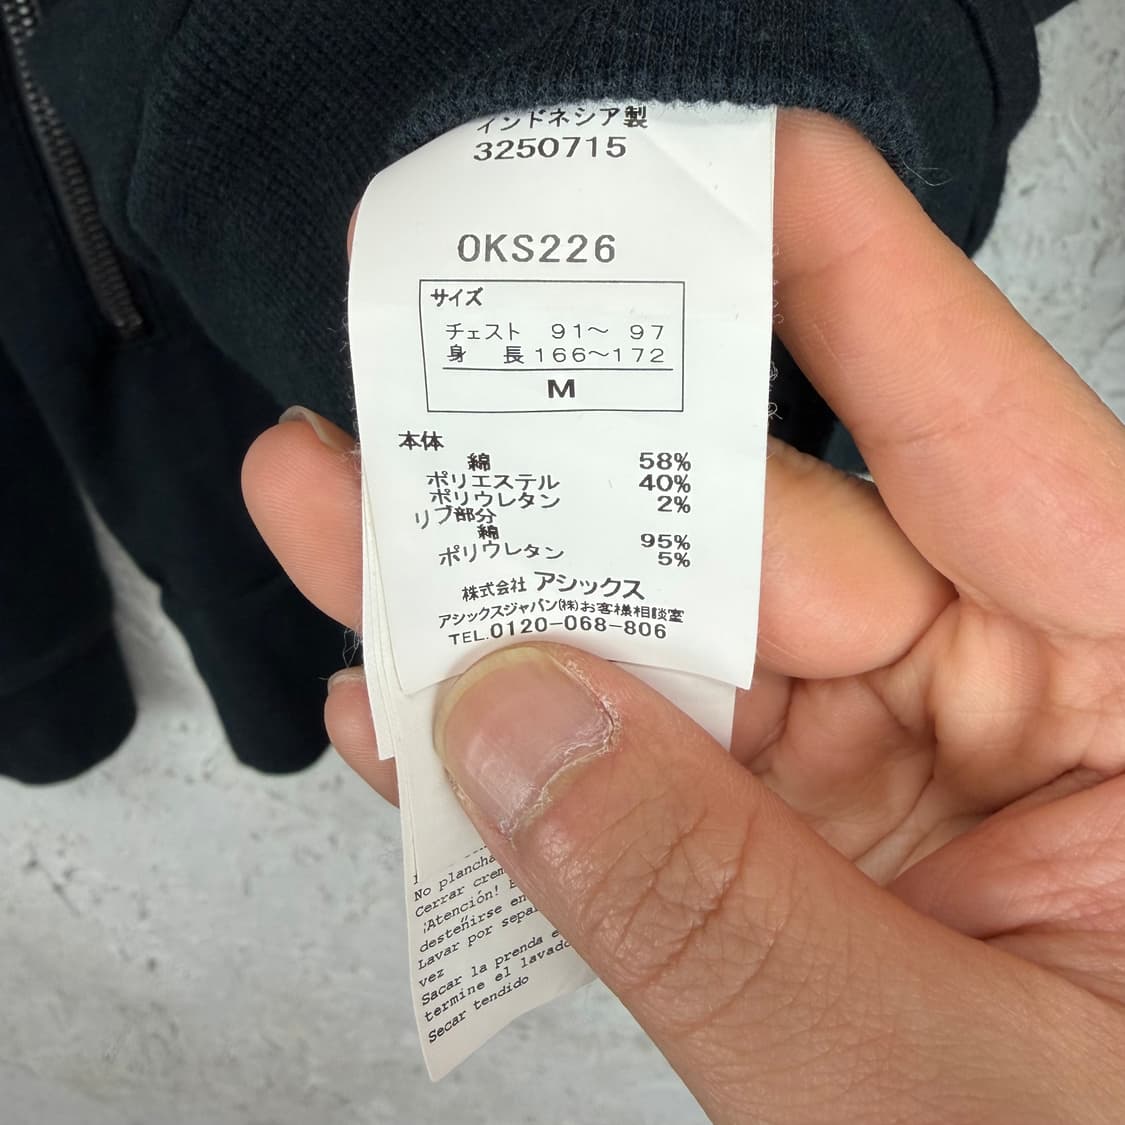 インドネシア製
3250715
OKS226
サイズ
チェスト 91～ 97
身 長 166～172
M
本体
綿 58%
ポリエステル 40%
ポリウレタン 2%
リブ部分
綿 95%
ポリウレタン 5%
株式会社 アシックス
アシックスジャパン(株)お客様相談室
TEL.0120-068-806
No plancha
Cerrar crem
¡Atención!
desteñirse en
Lavar por sepa
vez
Sacar la prenda
termine el lavado
Secar tendido